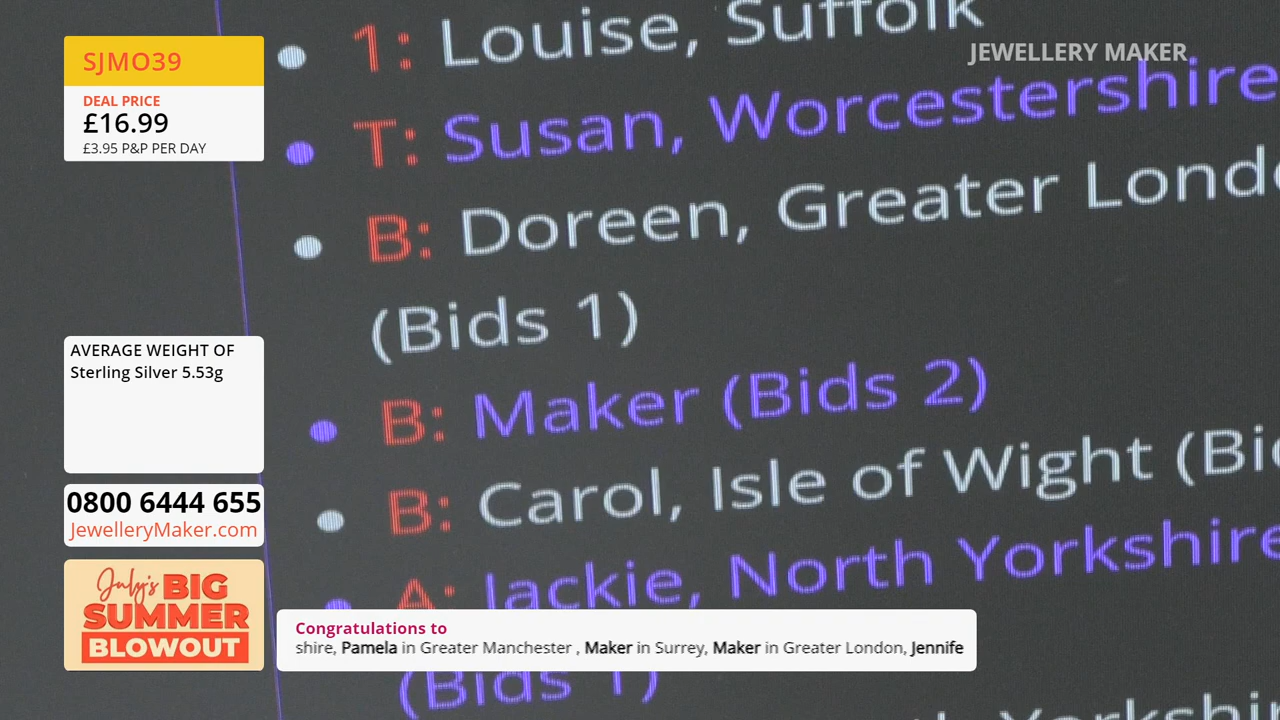 SJMO39
DEAL PRICE
£16.99
£3.95 P&P PER DAY
JEWELLERY MAKER
1: Louise, Suffolk
T: Susan, Worcestershire
B: Doreen, Greater
(Bids 1)
B: Maker (Bids 2)
B: Carol, Isle of Wight
A: Jackie, North Yorkshire
(Bids 1)
AVERAGE WEIGHT OF
Sterling Silver 5.53g
0800 6444 655
JewelleryMaker.com
July's BIG
SUMMER
BLOWOUT
Congratulations to
shire, Pamela in Greater Manchester , Maker in Surrey, Maker in Greater London, Jennife